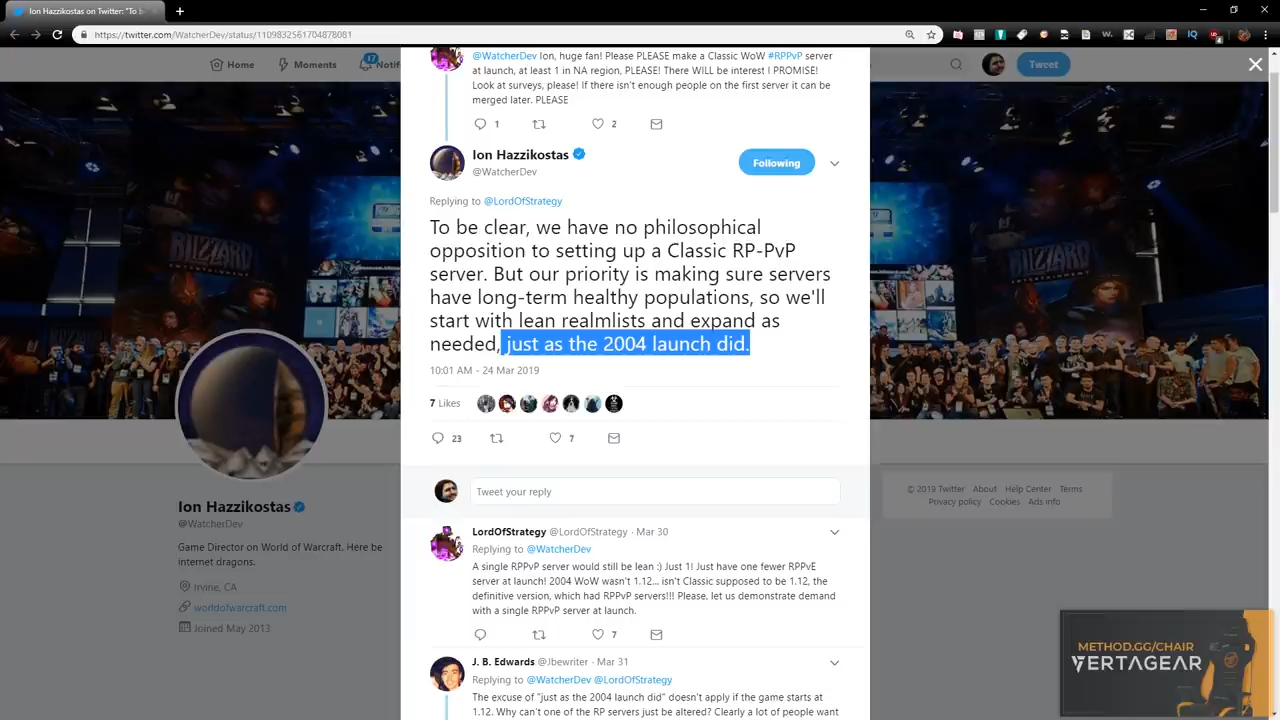 Ion Hazzikostas on Twitter: "To b
https://twitter.com/WatcherDev/status/1109832561704878081
Home
Moments
17
Notifi
Tweet
@WatcherDev Ion, huge fan! Please PLEASE make a Classic WoW #RPPvP server
at launch, at least 1 in NA region, PLEASE! There WILL be interest I PROMISE!
Look at surveys, please! If there isn't enough people on the first server it can be
merged later. PLEASE
1
2
Ion Hazzikostas
@WatcherDev
Following
Replying to @LordOfStrategy
To be clear, we have no philosophical
opposition to setting up a Classic RP-PvP
server. But our priority is making sure servers
have long-term healthy populations, so we'll
start with lean realmlists and expand as
needed, just as the 2004 launch did.
10:01 AM - 24 Mar 2019
7 Likes
23
7
Tweet your reply
LordOfStrategy @LordOfStrategy · Mar 30
Replying to @WatcherDev
A single RPPvP server would still be lean :) Just 1! Just have one fewer RPPvE
server at launch! 2004 WoW wasn't 1.12... isn't Classic supposed to be 1.12, the
definitive version, which had RPPvP servers!!! Please, let us demonstrate demand
with a single RPPvP server at launch.
7
J. B. Edwards @Jbewriter · Mar 31
Replying to @WatcherDev @LordOfStrategy
The excuse of "just as the 2004 launch did" doesn't apply if the game starts at
1.12. Why can't one of the RP servers just be altered? Clearly a lot of people want
BLIZZARD
Ion Hazzikostas
@WatcherDev
Game Director on World of Warcraft. Here be
internet dragons.
Irvine, CA
worldofwarcraft.com
Joined May 2013
© 2019 Twitter About Help Center Terms
Privacy policy Cookies Ads info
METHOD.GG/CHAIR
VERTAGEAR